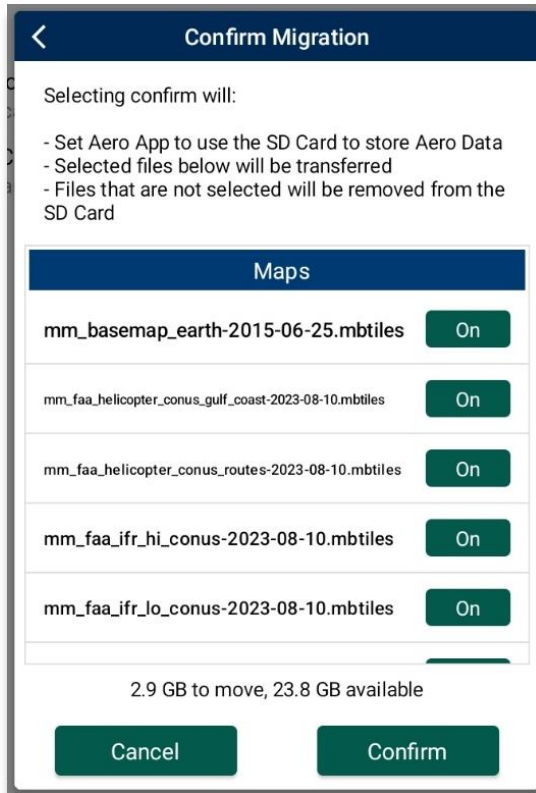 Confirm Migration
Selecting confirm will:
- Set Aero App to use the SD Card to store Aero Data
- Selected files below will be transferred
- Files that are not selected will be removed from the
SD Card
Maps
mm_basemap_earth-2015-06-25.mbtiles On
mm_faa_helicopter_conus_gulf_coast-2023-08-10.mbtiles On
mm_faa_helicopter_conus_routes-2023-08-10.mbtiles On
mm_faa_ifr_hi_conus-2023-08-10.mbtiles On
mm_faa_ifr_lo_conus-2023-08-10.mbtiles On
2.9 GB to move, 23.8 GB available
Cancel Confirm